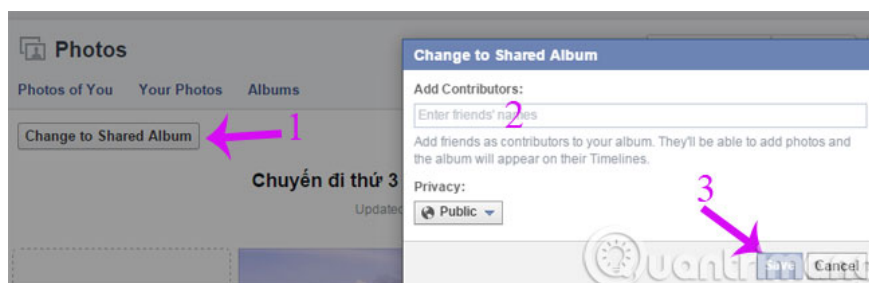 Photos
Photos of You Your Photos Albums
Change to Shared Album
1
Chuyến đi thứ 3
Updated
Change to Shared Album
Add Contributors:
Enter friends' names
2
Add friends as contributors to your album. They'll be able to add photos and
the album will appear on their Timelines.
Privacy:
Public
3
Save Cancel